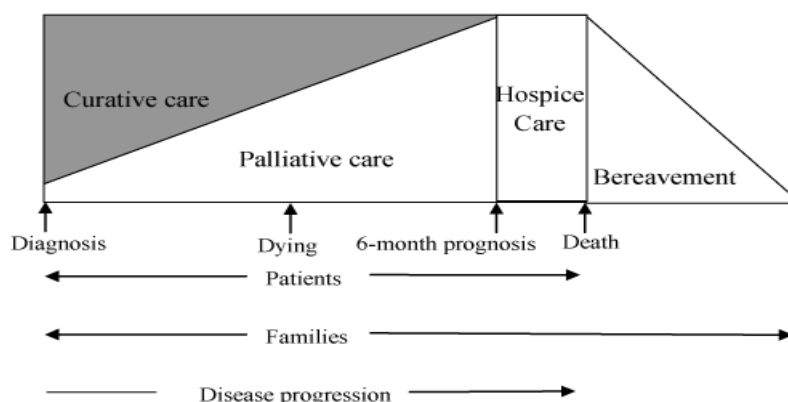 Curative care
Hospice
Care
Palliative care
Bereavement
Diagnosis
Dying
6-month prognosis
Death
Patients
Families
Disease progression